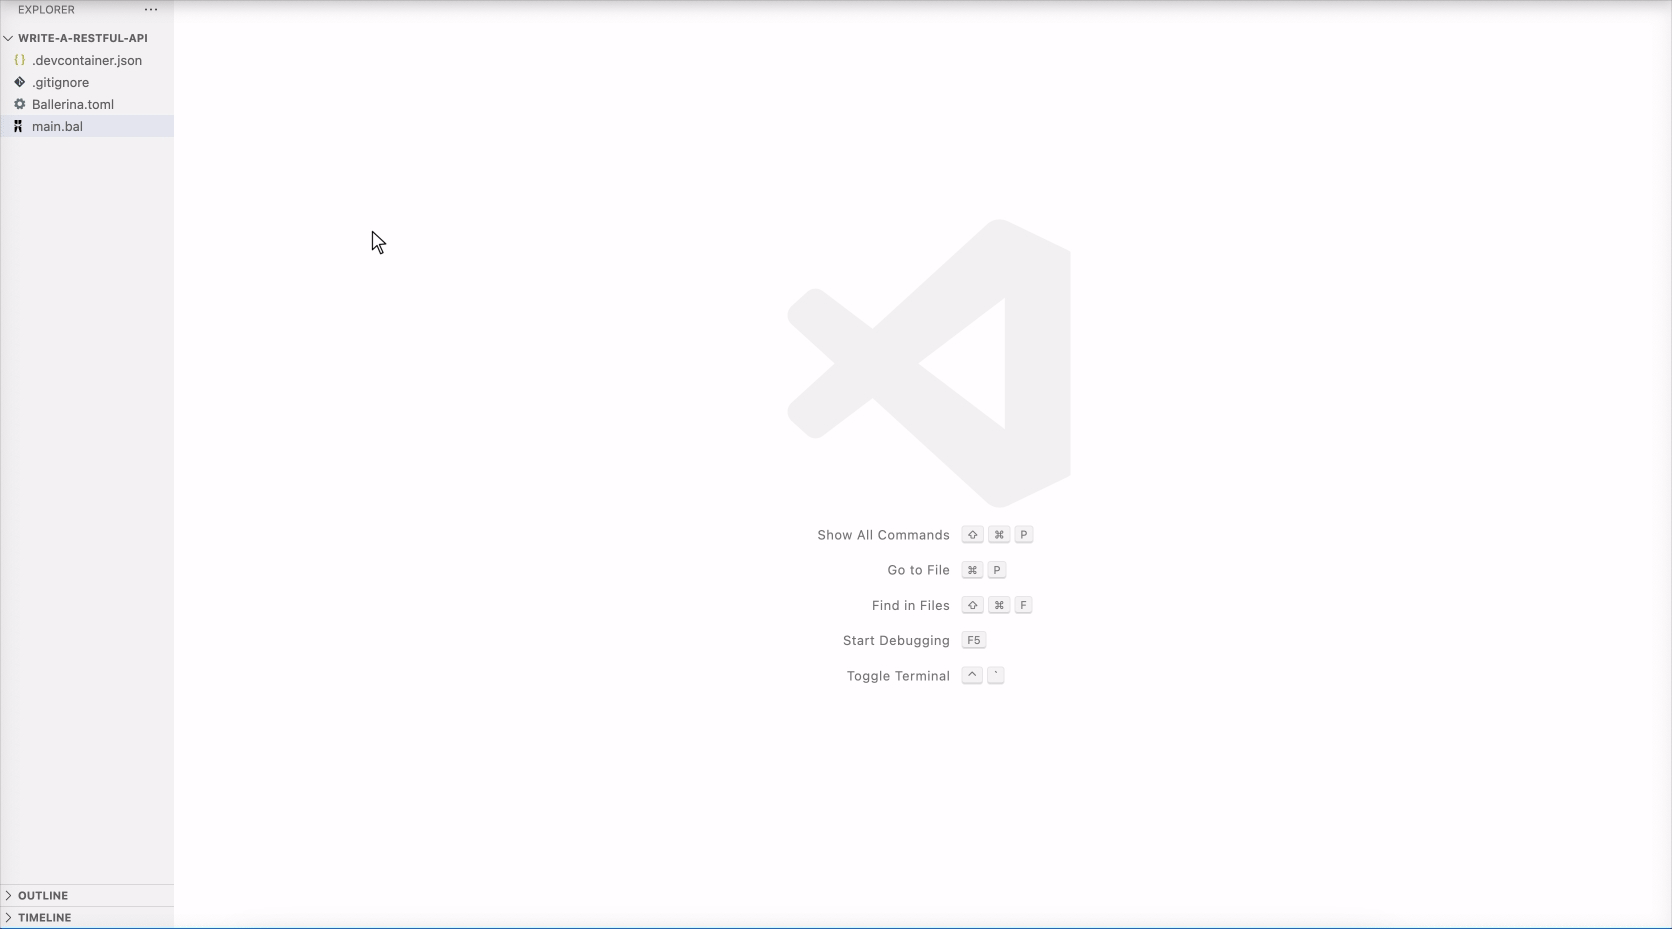 EXPLORER ···
WRITE-A-RESTFUL-API
{} .devcontainer.json
.gitignore
Ballerina.toml
main.bal
Show All Commands ⇧ ⌘ P
Go to File ⌘ P
Find in Files ⇧ ⌘ F
Start Debugging F5
Toggle Terminal ^ `
OUTLINE
TIMELINE